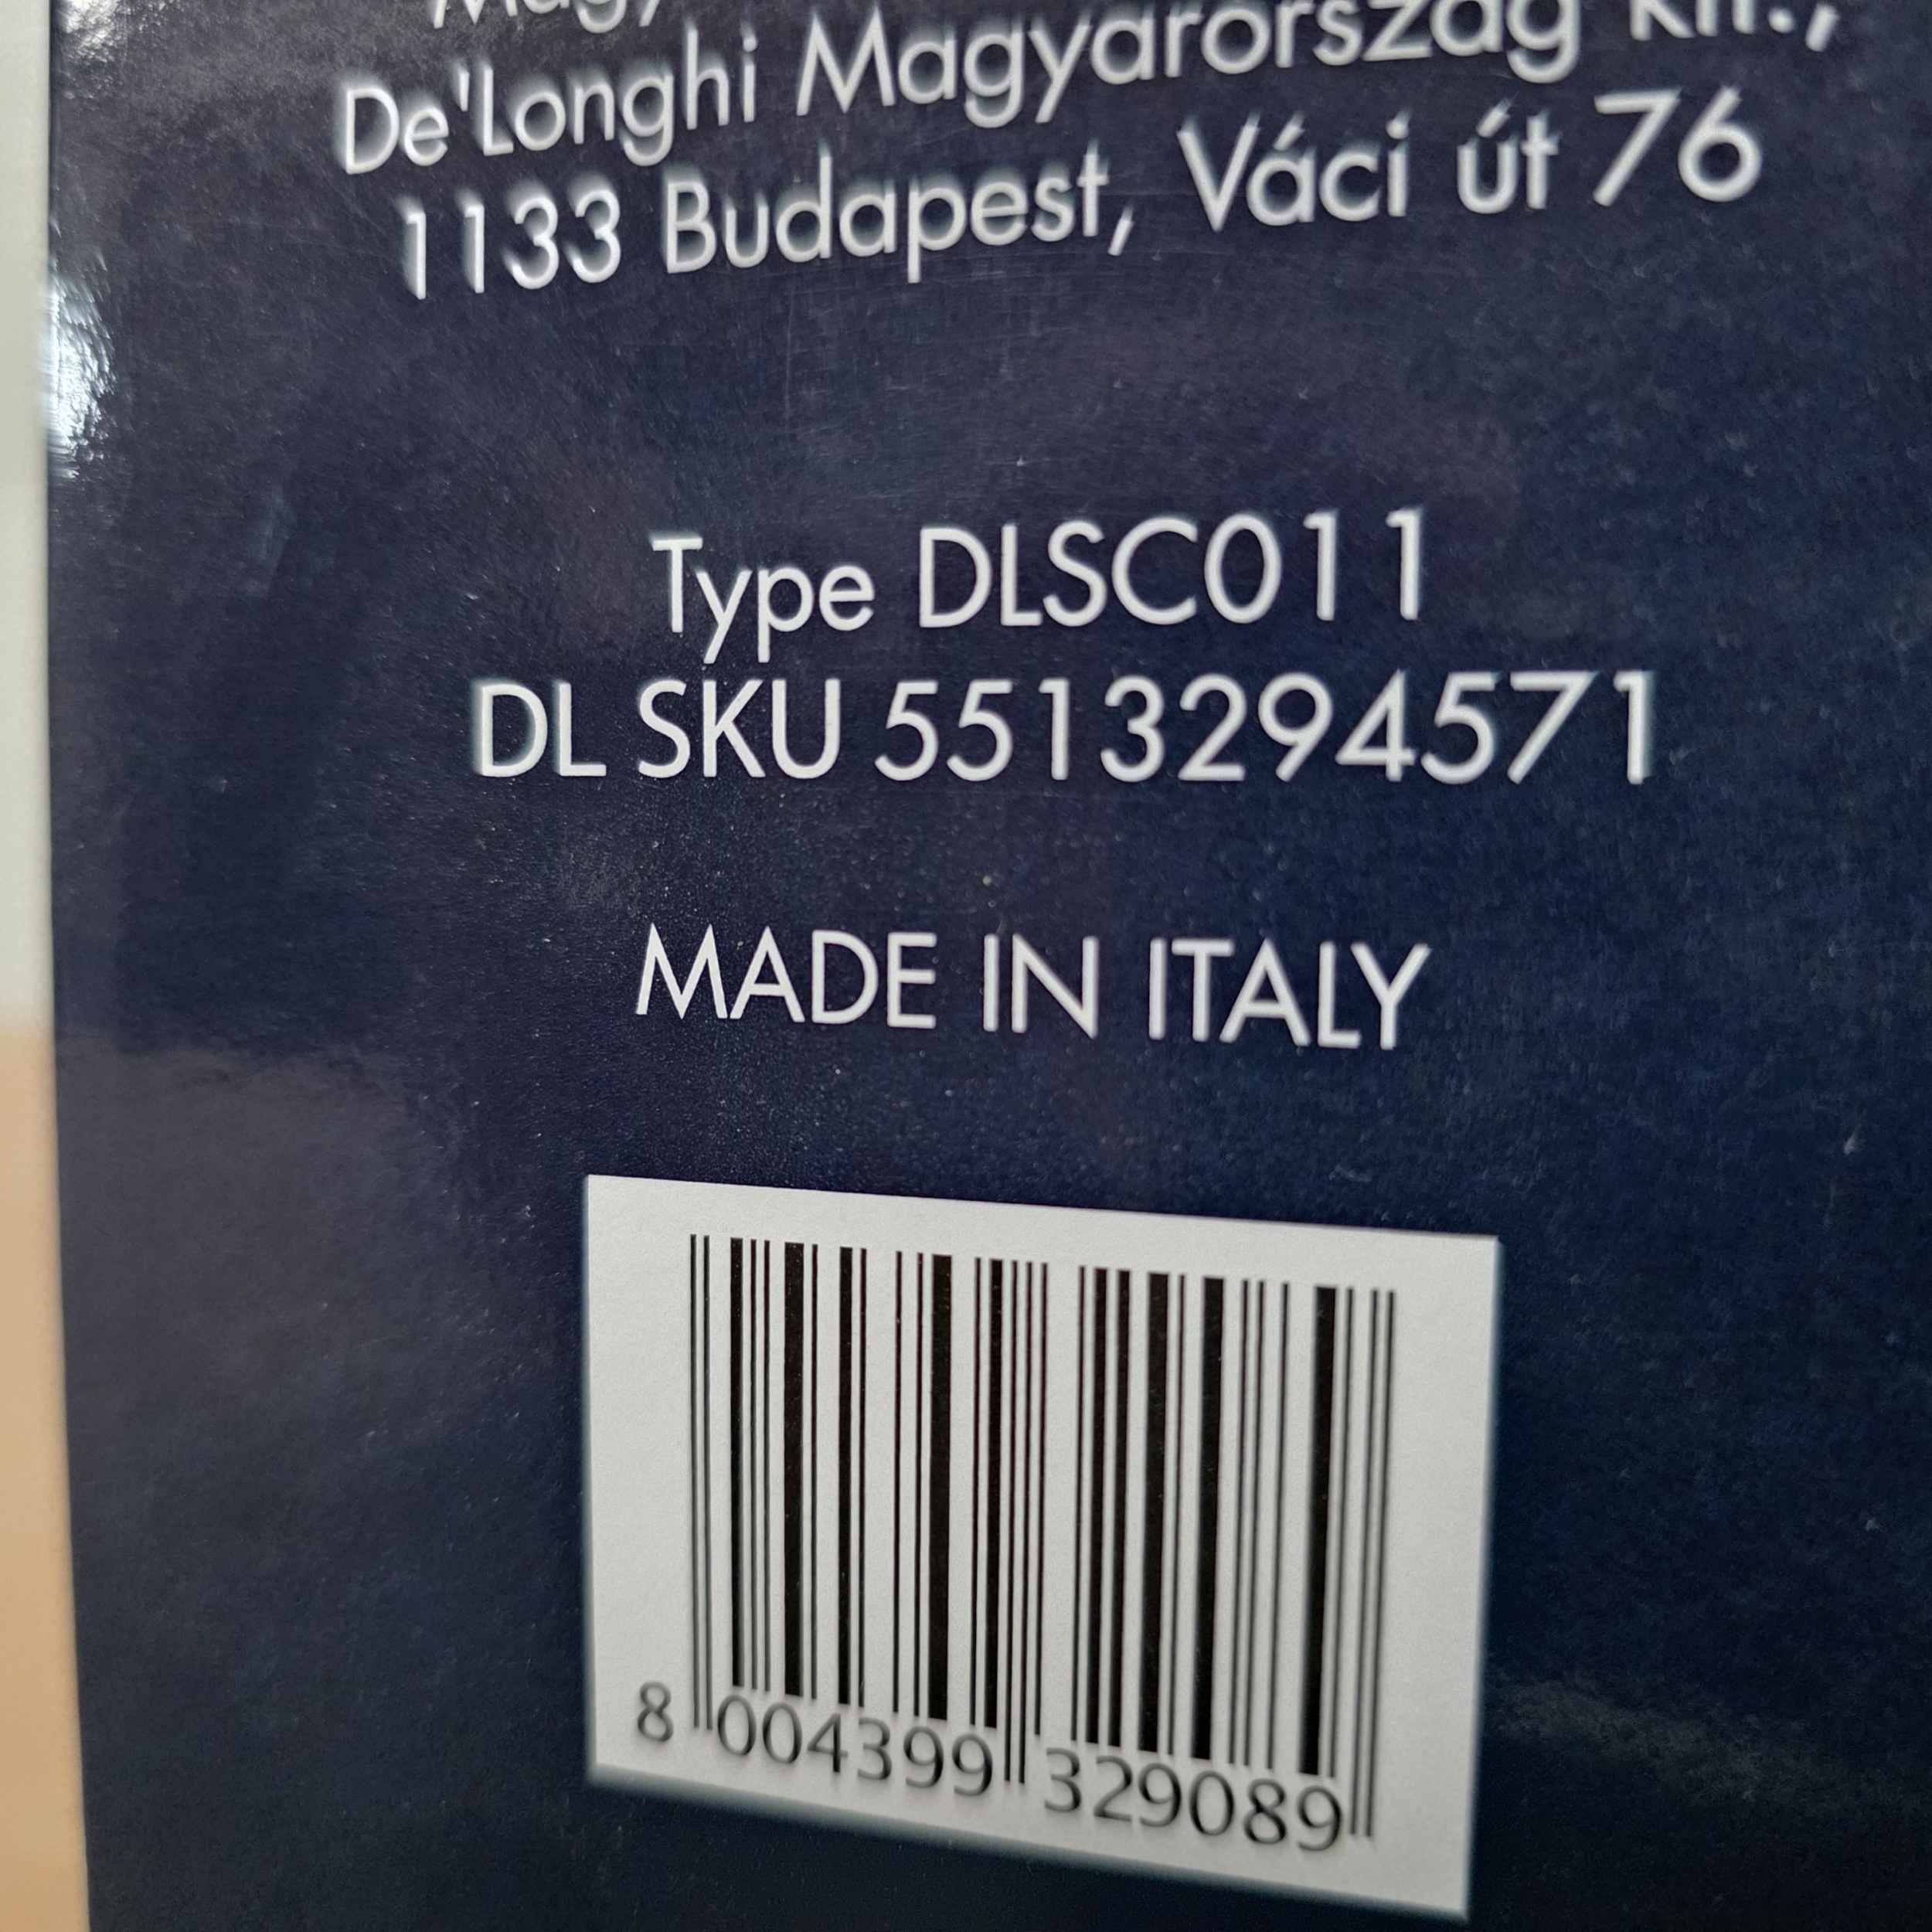 De'Longhi Magyarország Kft.,
1133 Budapest, Váci út 76
Type DLSC011
DL SKU 5513294571
MADE IN ITALY
8 004399 329089